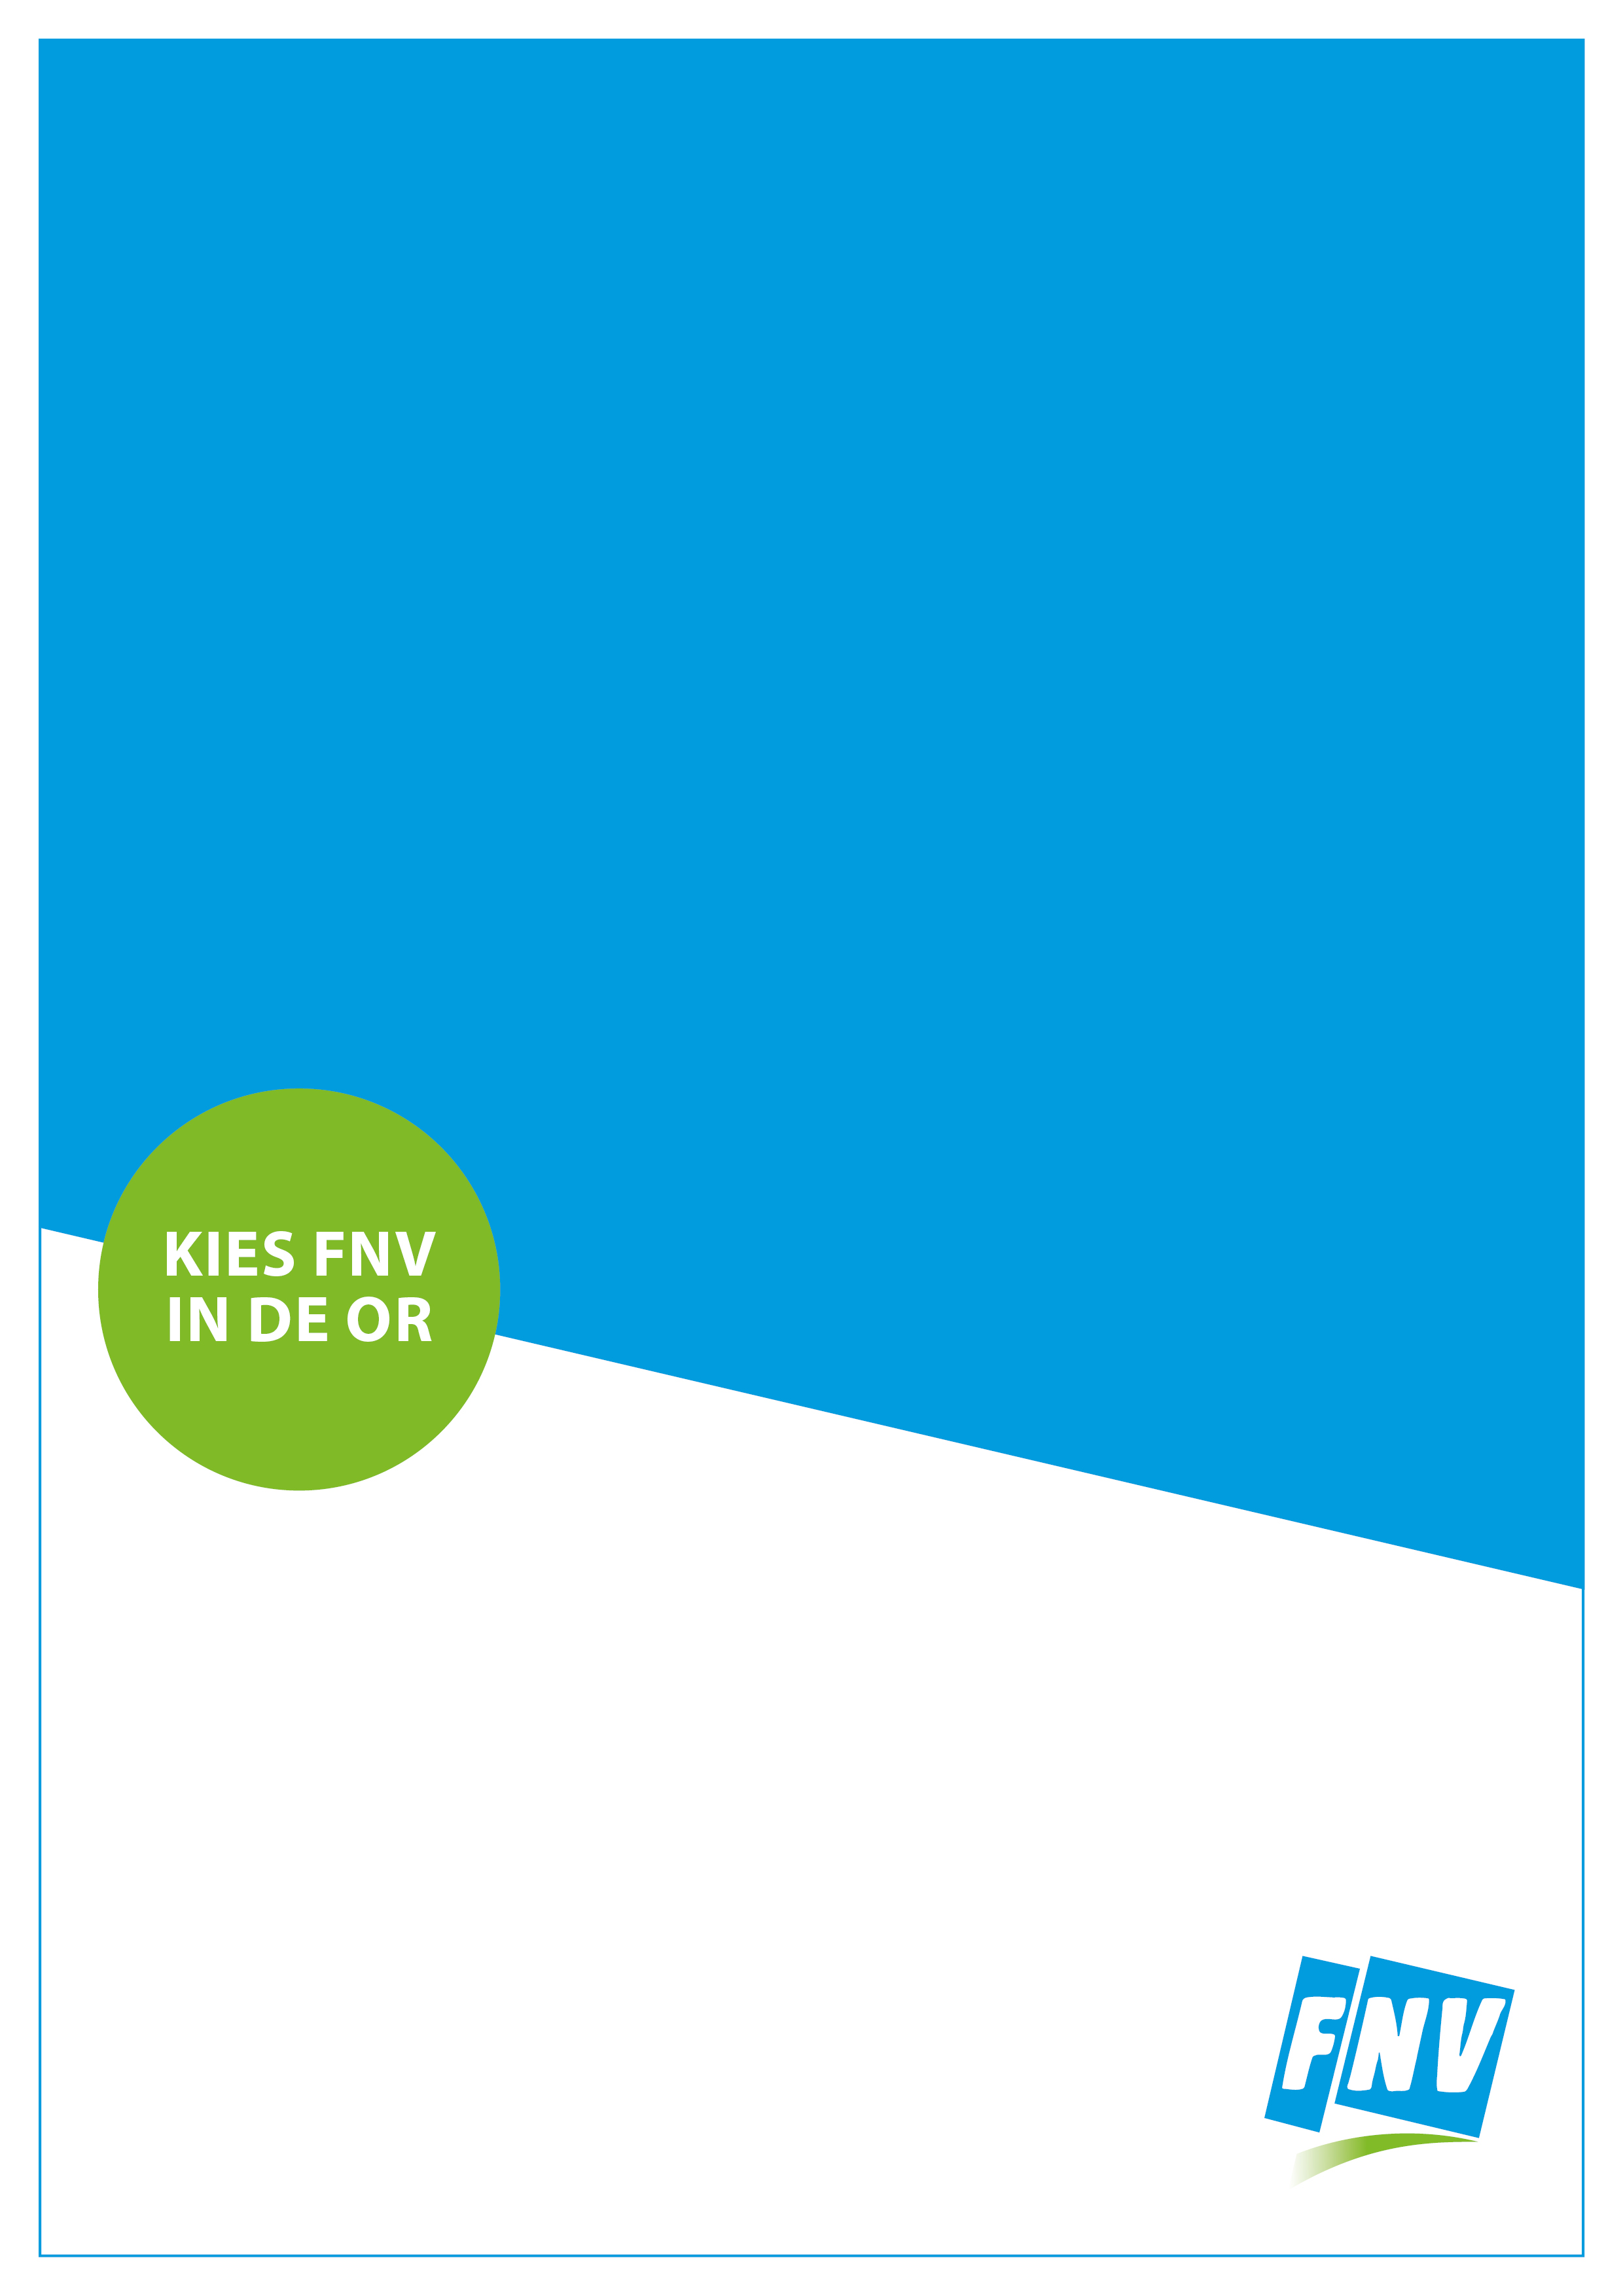 KIES FNV
IN DE OR
FNV